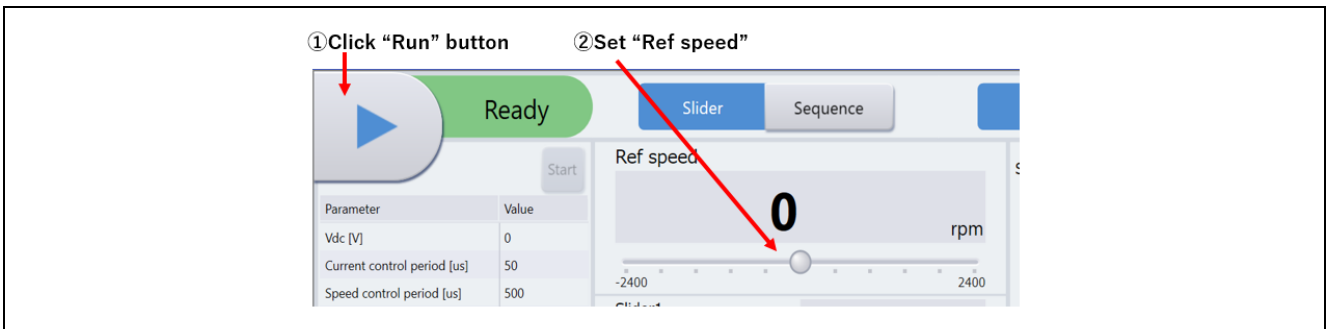 ①Click “Run” button
②Set “Ref speed”
Ready
Slider
Sequence
Start
Ref speed
0
rpm
-2400
2400
Parameter Value
Vdc [V] 0
Current control period [us] 50
Speed control period [us] 500